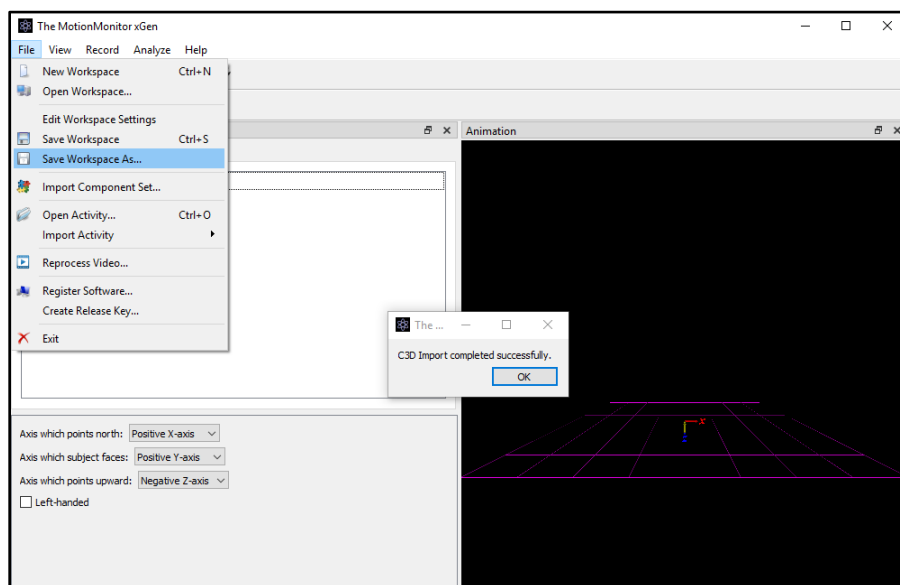 The MotionMonitor xGen
File View Record Analyze Help
New Workspace Ctrl+N
Open Workspace...
Edit Workspace Settings
Save Workspace Ctrl+S
Save Workspace As...
Import Component Set...
Open Activity... Ctrl+O
Import Activity
Reprocess Video...
Register Software...
Create Release Key...
Exit
Animation
The ...
C3D Import completed successfully.
OK
X
Axis which points north: Positive X-axis
Axis which subject faces: Positive Y-axis
Axis which points upward: Negative Z-axis
Left-handed